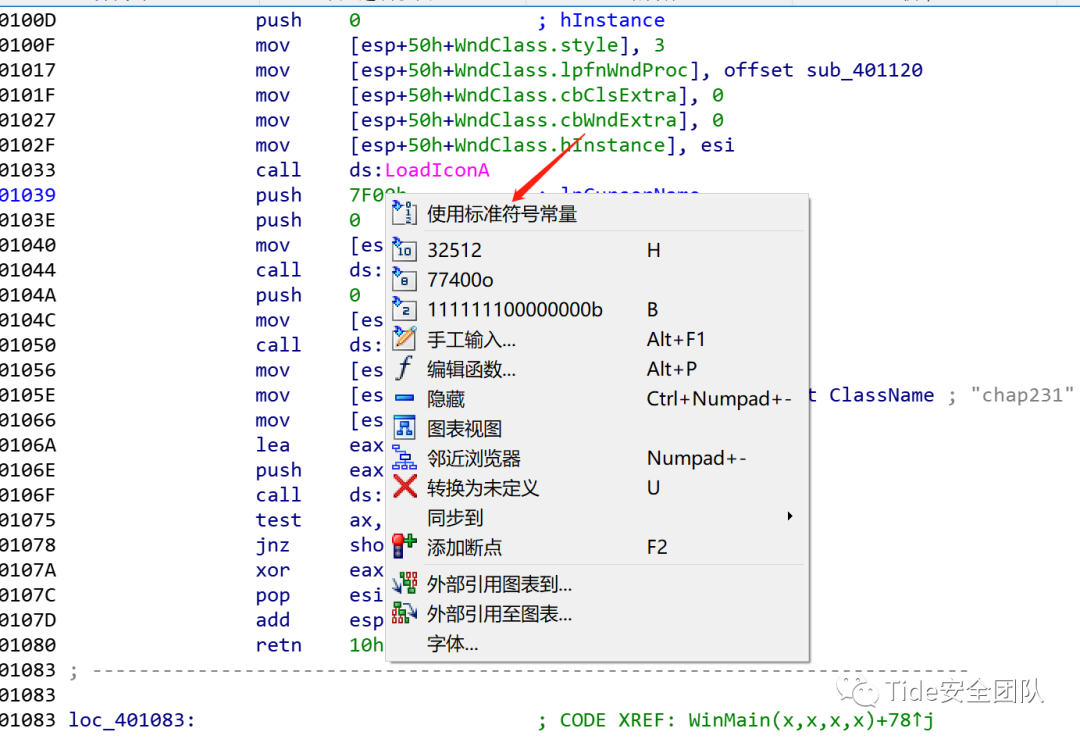 0100D push 0 ; hInstance
0100F mov [esp+50h+WndClass.style], 3
01017 mov [esp+50h+WndClass.lpfnWndProc], offset sub_401120
0101F mov [esp+50h+WndClass.cbClsExtra], 0
01027 mov [esp+50h+WndClass.cbWndExtra], 0
0102F mov [esp+50h+WndClass.hInstance], esi
01033 call ds:LoadIconA
01039 push 7F00h ; lpCursorName
0103E push 0
01040 mov [es
01044 call ds:
0104A push 0
0104C mov [es
01050 call ds:
01056 mov [es
0105E mov [es t ClassName ; "chap231"
01066 mov [es
0106A lea eax
0106E push eax
0106F call ds:
01075 test ax,
01078 jnz sho
0107A xor eax
0107C pop esi
0107D add esp
01080 retn 10h
01083 ; ---------------------------------------------------------------------------
01083
01083 loc_401083: ; CODE XREF: WinMain(x,x,x,x)+78↑j
使用标准符号常量
32512 H
77400o
111111100000000b B
手工输入... Alt+F1
编辑函数... Alt+P
隐藏 Ctrl+Numpad+-
图表视图
邻近浏览器 Numpad+-
转换为未定义 U
同步到
添加断点 F2
外部引用图表到...
外部引用至图表...
字体...
Tide安全团队